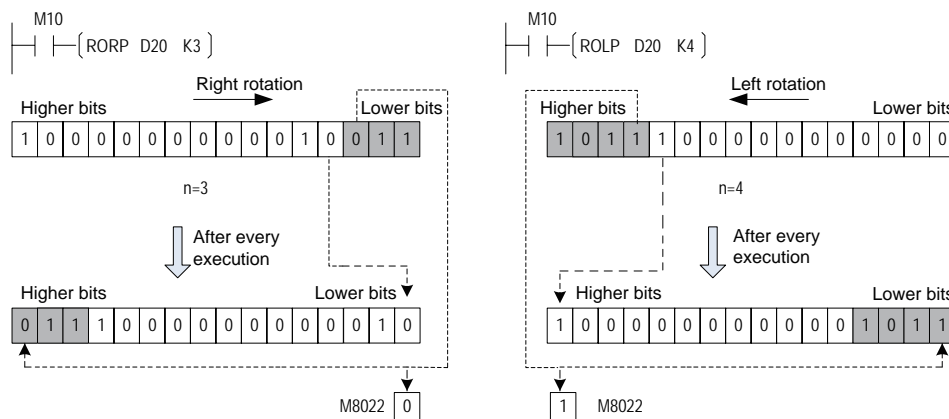 M10
RORP D20 K3
Right rotation
Higher bits
Lower bits
1 0 0 0 0 0 0 0 0 0 0 1 0 0 1 1
n=3
After every
execution
Higher bits
Lower bits
0 1 1 1 0 0 0 0 0 0 0 0 0 0 1 0
M8022 0
M10
ROLP D20 K4
Left rotation
Higher bits
Lower bits
1 0 1 1 1 0 0 0 0 0 0 0 0 0 0 0
n=4
After every
execution
Higher bits
Lower bits
1 0 0 0 0 0 0 0 0 0 0 0 1 0 1 1
1 M8022